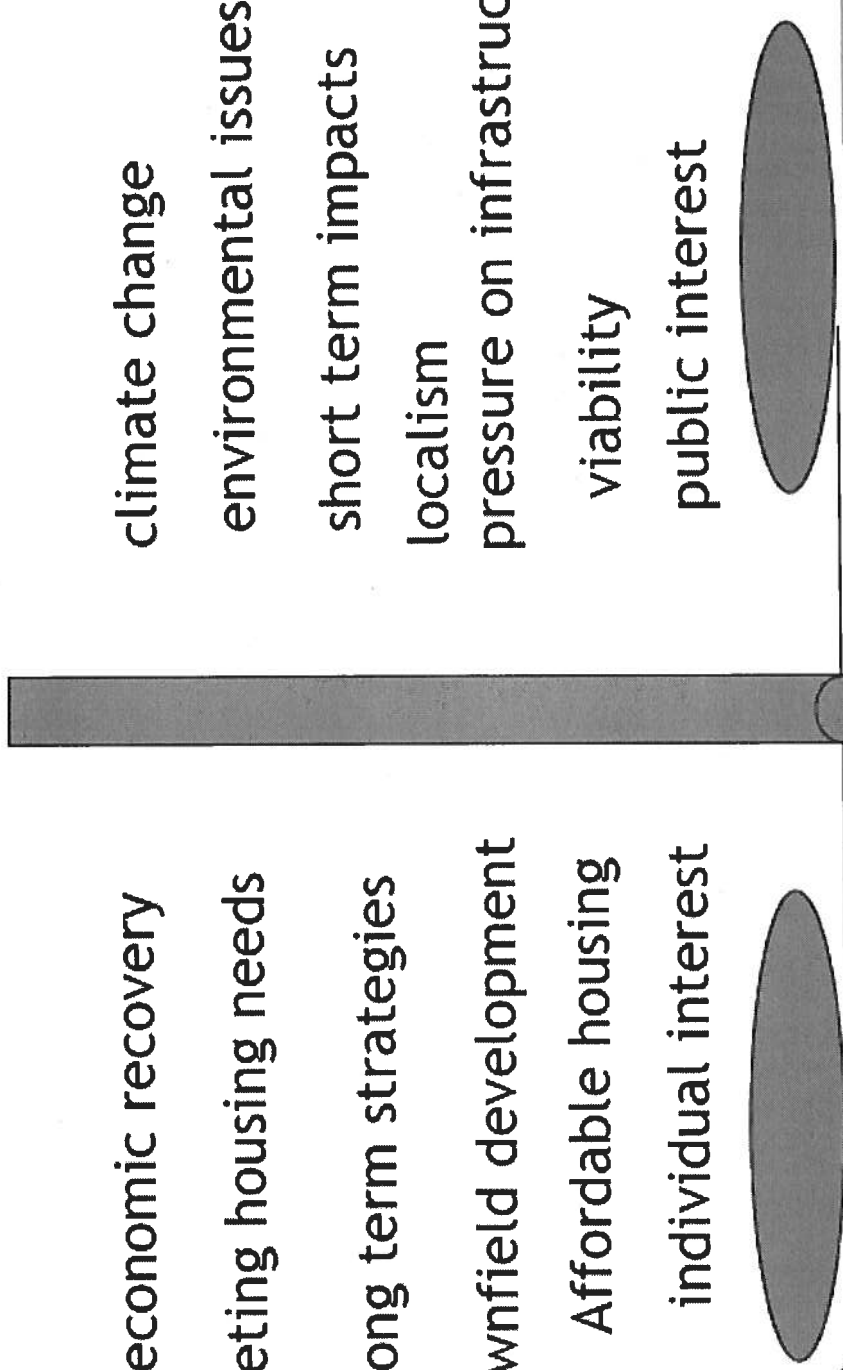 economic recovery
eting housing needs
ong term strategies
wnfield development
Affordable housing
individual interest
climate change
environmental issues
short term impacts
localism
pressure on infrastruc
viability
public interest